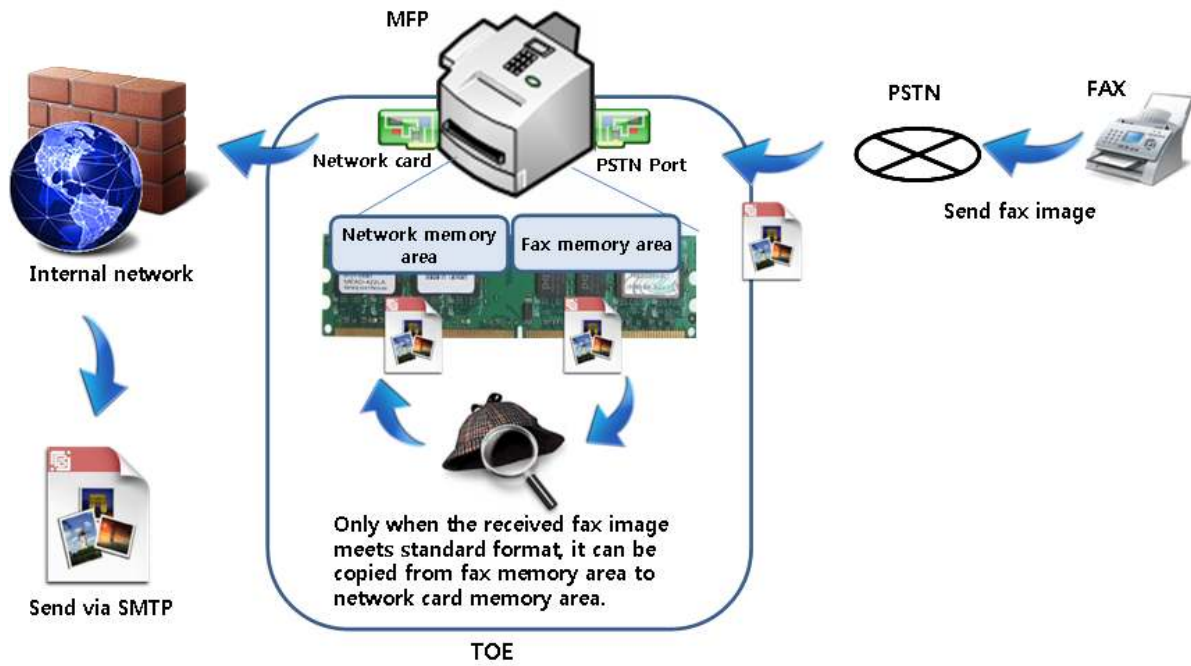 MFP
PSTN
FAX
Network card
PSTN Port
Send fax image
Network memory
area
Fax memory area
Internal network
Only when the received fax image
meets standard format, it can be
copied from fax memory area to
network card memory area.
Send via SMTP
TOE